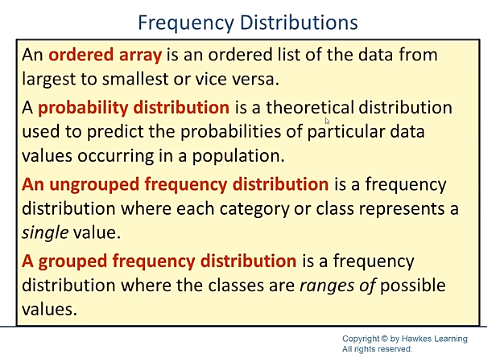 Frequency Distributions
An ordered array is an ordered list of the data from
largest to smallest or vice versa.
A probability distribution is a theoretical distribution
used to predict the probabilities of particular data
values occurring in a population.
An ungrouped frequency distribution is a frequency
distribution where each category or class represents a
single value.
A grouped frequency distribution is a frequency
distribution where the classes are ranges of possible
values.
Copyright © by Hawkes Learning
All rights reserved.